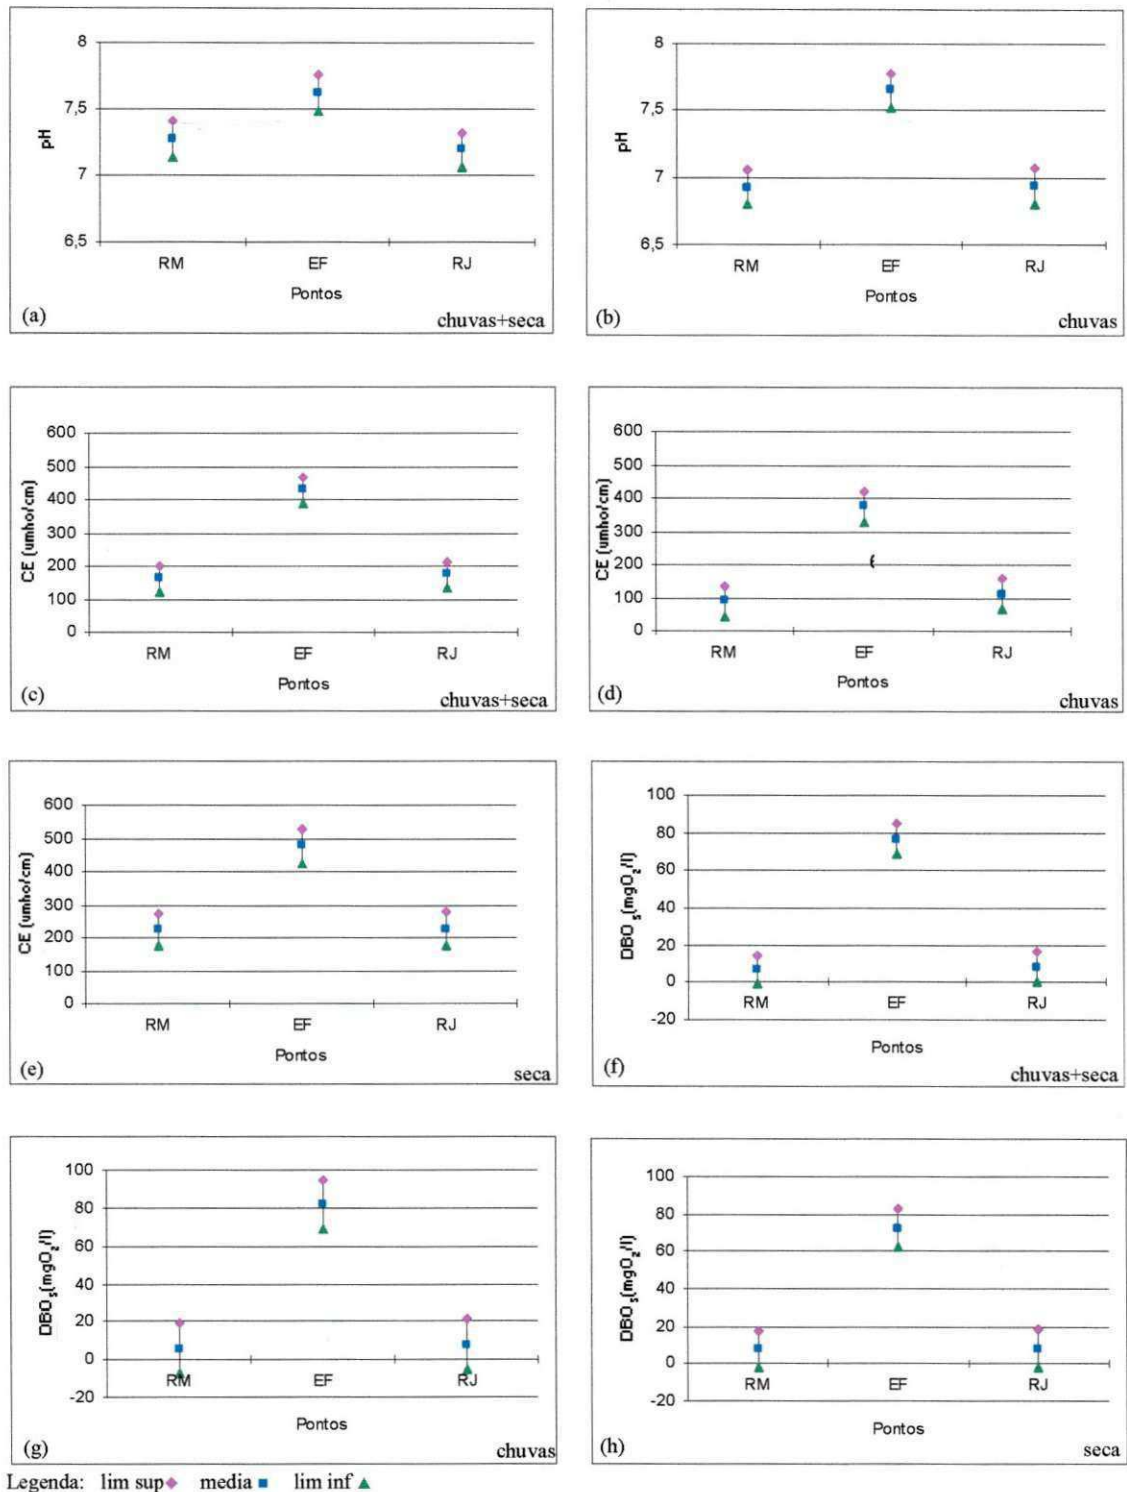 8
7,5
7
6,5
pH
RM EF RJ
Pontos
(a) chuvas+seca
8
7,5
7
6,5
pH
RM EF RJ
Pontos
(b) chuvas
600
500
400
300
200
100
0
CE (umho/cm)
RM EF RJ
Pontos
(c) chuvas+seca
600
500
400
300
200
100
0
CE (umho/cm)
RM EF RJ
Pontos
(d) chuvas
600
500
400
300
200
100
0
CE (umho/cm)
RM EF RJ
Pontos
(e) seca
100
80
60
40
20
0
-20
DBO₅(mgO₂/l)
RM EF RJ
Pontos
(f) chuvas+seca
100
80
60
40
20
0
-20
DBO₅(mgO₂/l)
RM EF RJ
Pontos
(g) chuvas
100
80
60
40
20
0
-20
DBO₅(mgO₂/l)
RM EF RJ
Pontos
(h) seca
Legenda: lim sup media lim inf